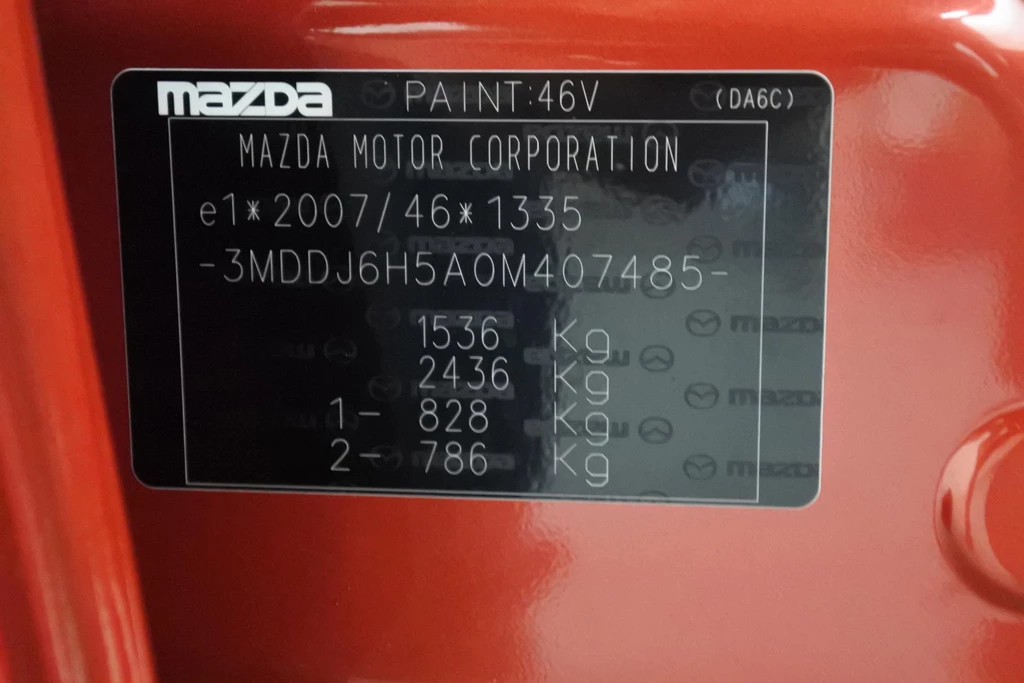 mazda PAINT:46V (DA6C)
MAZDA MOTOR CORPORATION
e1*2007/46*1335
-3MDDJ6H5A0M407485-
1536 Kg
2436 Kg
1- 828 Kg
2- 786 Kg